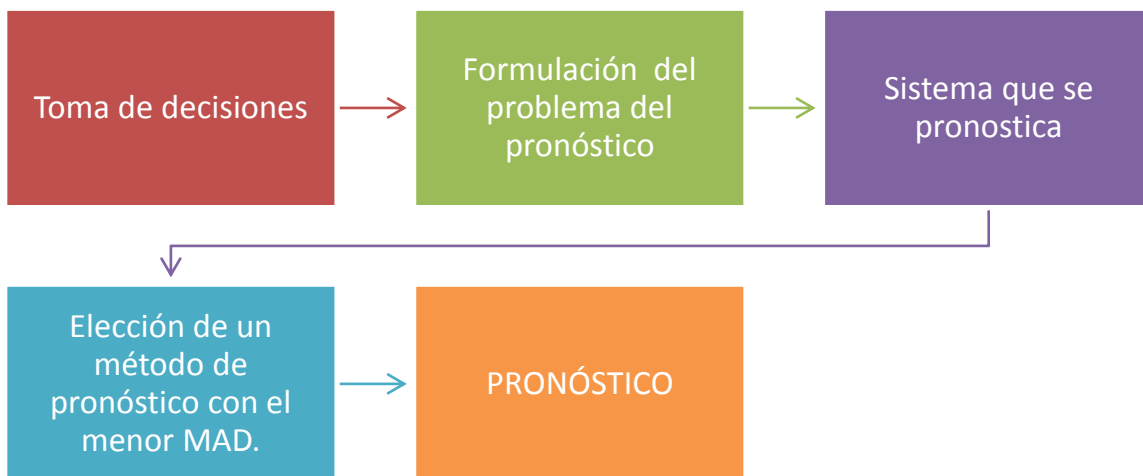 Toma de decisiones
Formulación del
problema del
pronóstico
Sistema que se
pronostica
Elección de un
método de
pronóstico con el
menor MAD.
PRONÓSTICO